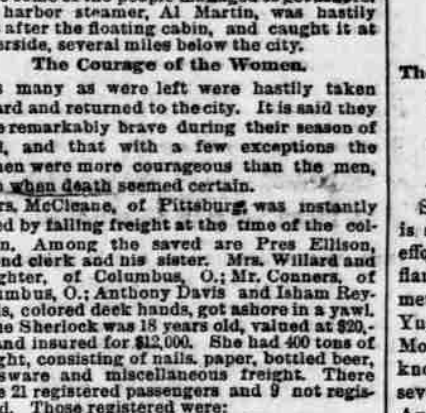 harbor steamer, Al Martin, was hastily
after the floating cabin, and caught it at
erside, several miles below the city.
The Courage of the Women.
s many as were left were hastily taken
ard and returned to the city. It is said they
e remarkably brave during their season of
l, and that with a few exceptions the
men were more courageous than the men,
n when death seemed certain.
rs. McCleane, of Pittsburg, was instantly
ed by falling freight at the time of the col-
n. Among the saved are Pres Ellison,
nd clerk and his sister. Mrs. Willard and
ghter, of Columbus, O.; Mr. Conners, of
umbus, O.; Anthony Davis and Isham Rey-
ds, colored deck hands, got ashore in a yawl.
he Sherlock was 18 years old, valued at $20,-
and insured for $12,000. She had 400 tons of
ght, consisting of nails, paper, bottled beer,
sware and miscellaneous freight. There
e 21 registered passengers and 9 not regis-
d. Those registered were:
Th
S
is
effo
flan
me
Yu
Mo
kno
sev